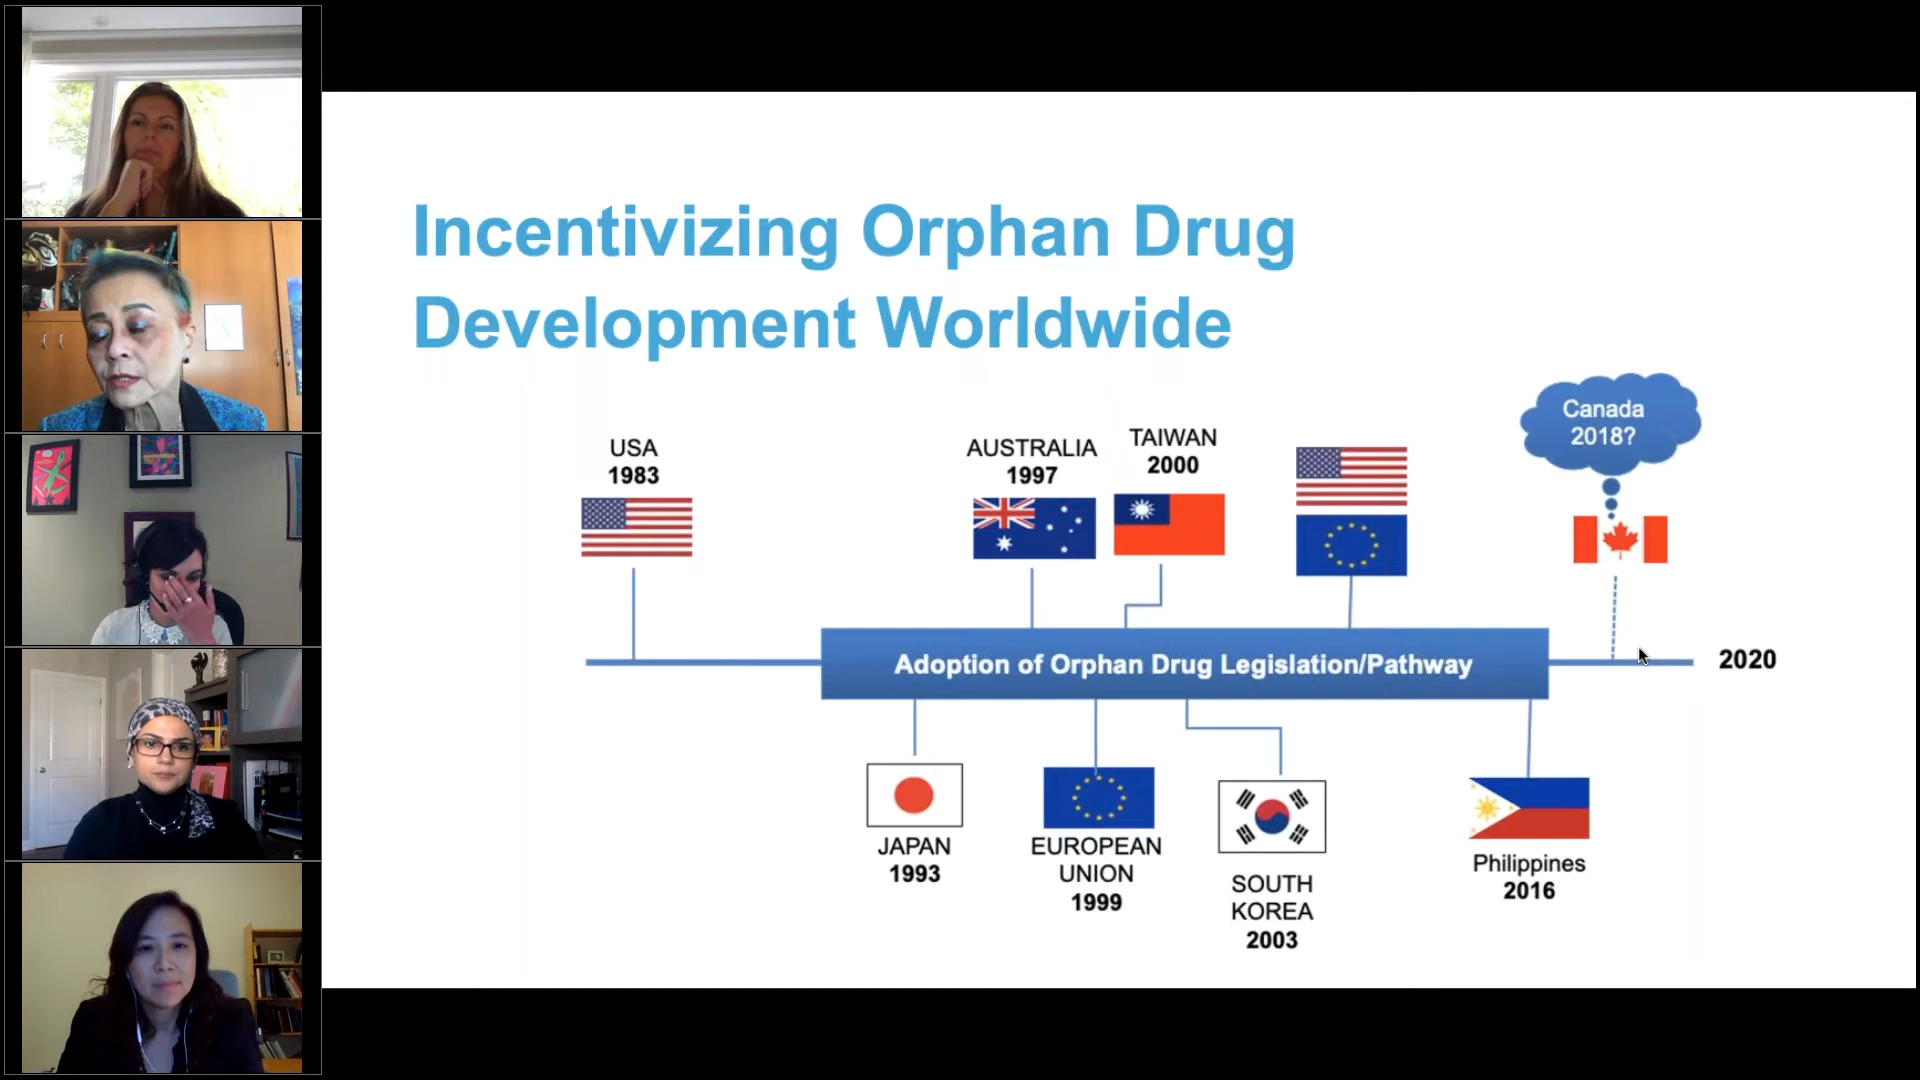 Incentivizing Orphan Drug
Development Worldwide
USA
1983
AUSTRALIA
1997
TAIWAN
2000
Canada
2018?
Adoption of Orphan Drug Legislation/Pathway
2020
JAPAN
1993
EUROPEAN
UNION
1999
SOUTH
KOREA
2003
Philippines
2016